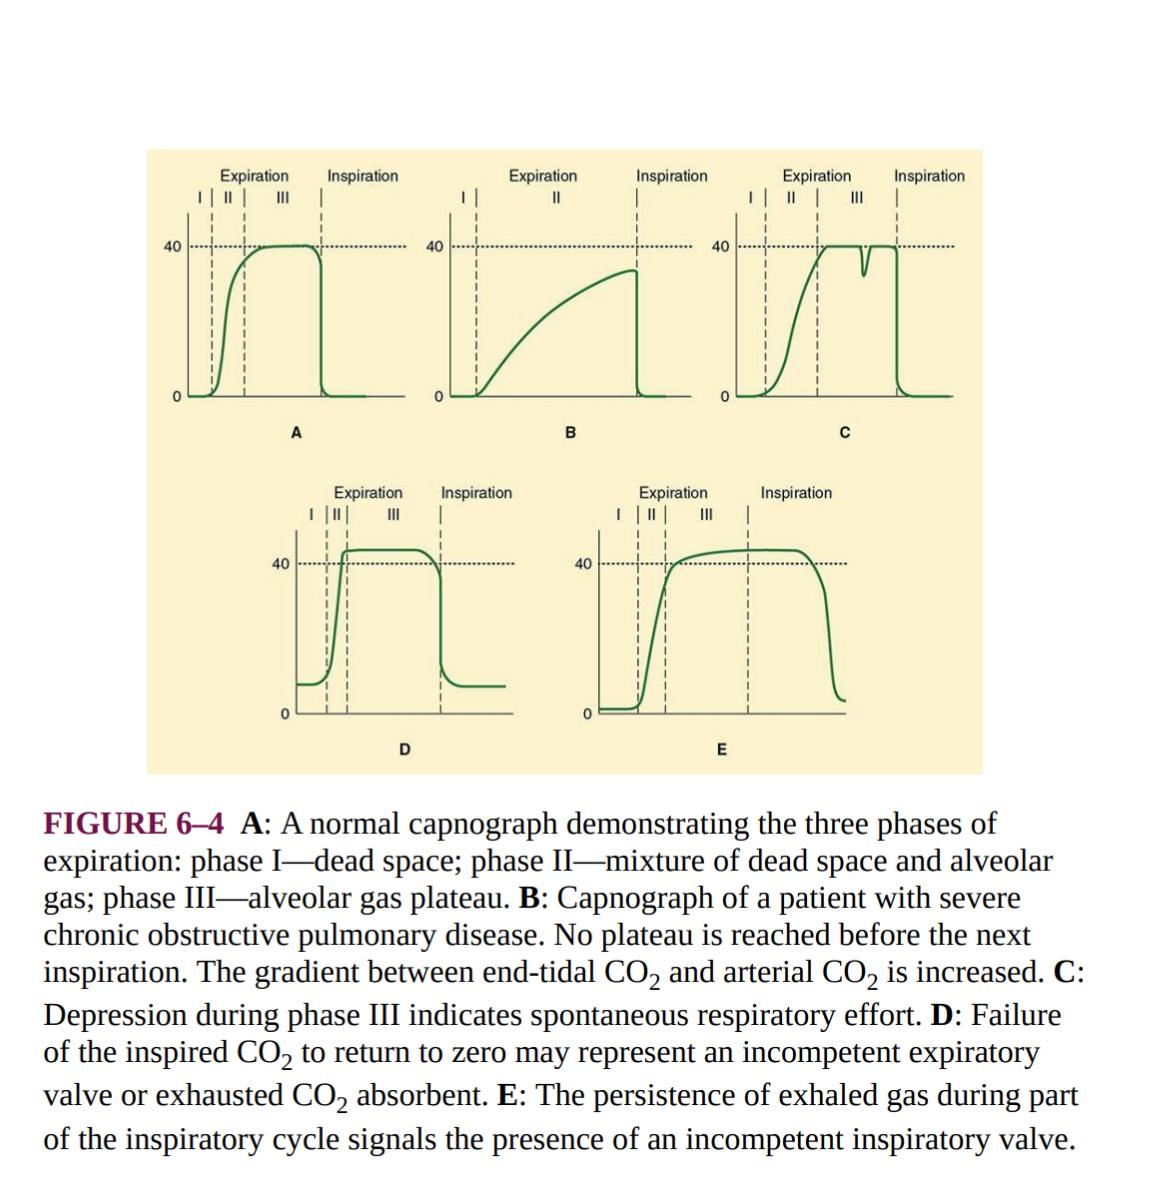 Expiration Inspiration
I II III
40
0
A
Expiration Inspiration
I II
40
0
B
Expiration Inspiration
I II III
40
0
C
Expiration Inspiration
I II III
40
0
D
Expiration Inspiration
I II III
40
0
E
FIGURE 6–4 A: A normal capnograph demonstrating the three phases of
expiration: phase I—dead space; phase II—mixture of dead space and alveolar
gas; phase III—alveolar gas plateau. B: Capnograph of a patient with severe
chronic obstructive pulmonary disease. No plateau is reached before the next
inspiration. The gradient between end-tidal CO₂ and arterial CO₂ is increased. C:
Depression during phase III indicates spontaneous respiratory effort. D: Failure
of the inspired CO₂ to return to zero may represent an incompetent expiratory
valve or exhausted CO₂ absorbent. E: The persistence of exhaled gas during part
of the inspiratory cycle signals the presence of an incompetent inspiratory valve.